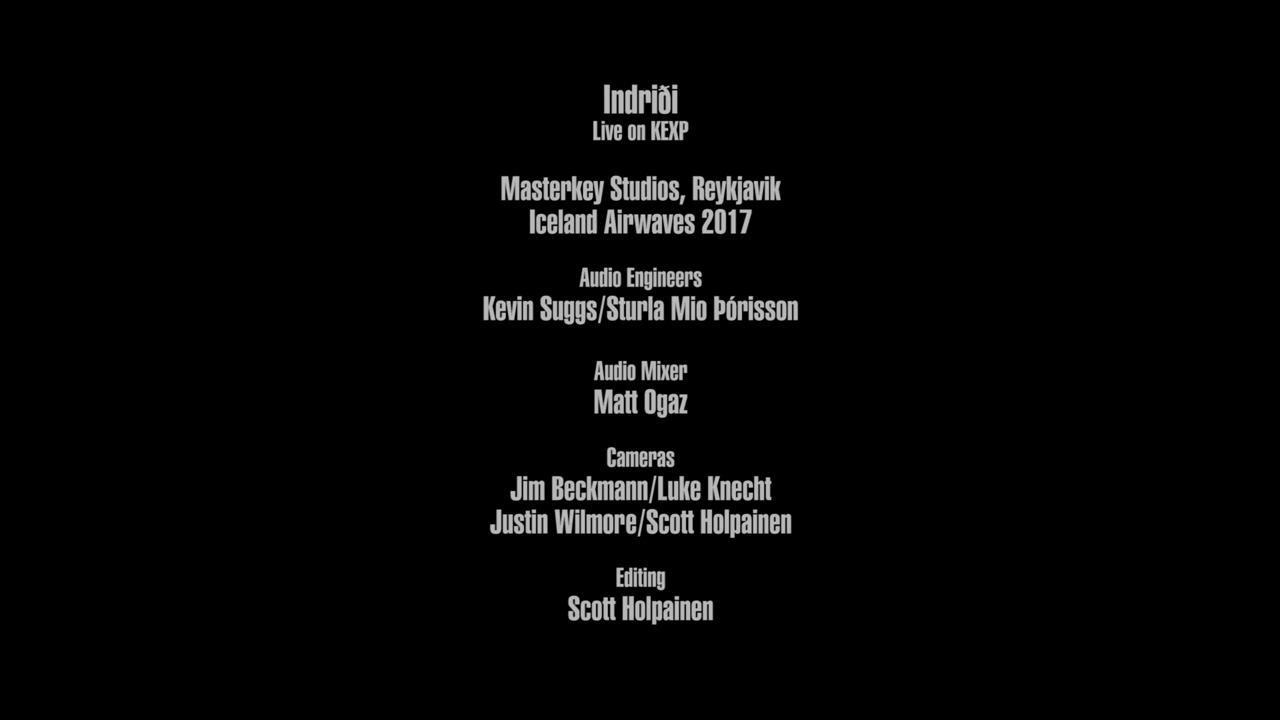 Indriði
Live on KEXP
Masterkey Studios, Reykjavik
Iceland Airwaves 2017
Audio Engineers
Kevin Suggs/Sturla Mio Þórisson
Audio Mixer
Matt Ogaz
Cameras
Jim Beckmann/Luke Knecht
Justin Wilmore/Scott Holpainen
Editing
Scott Holpainen